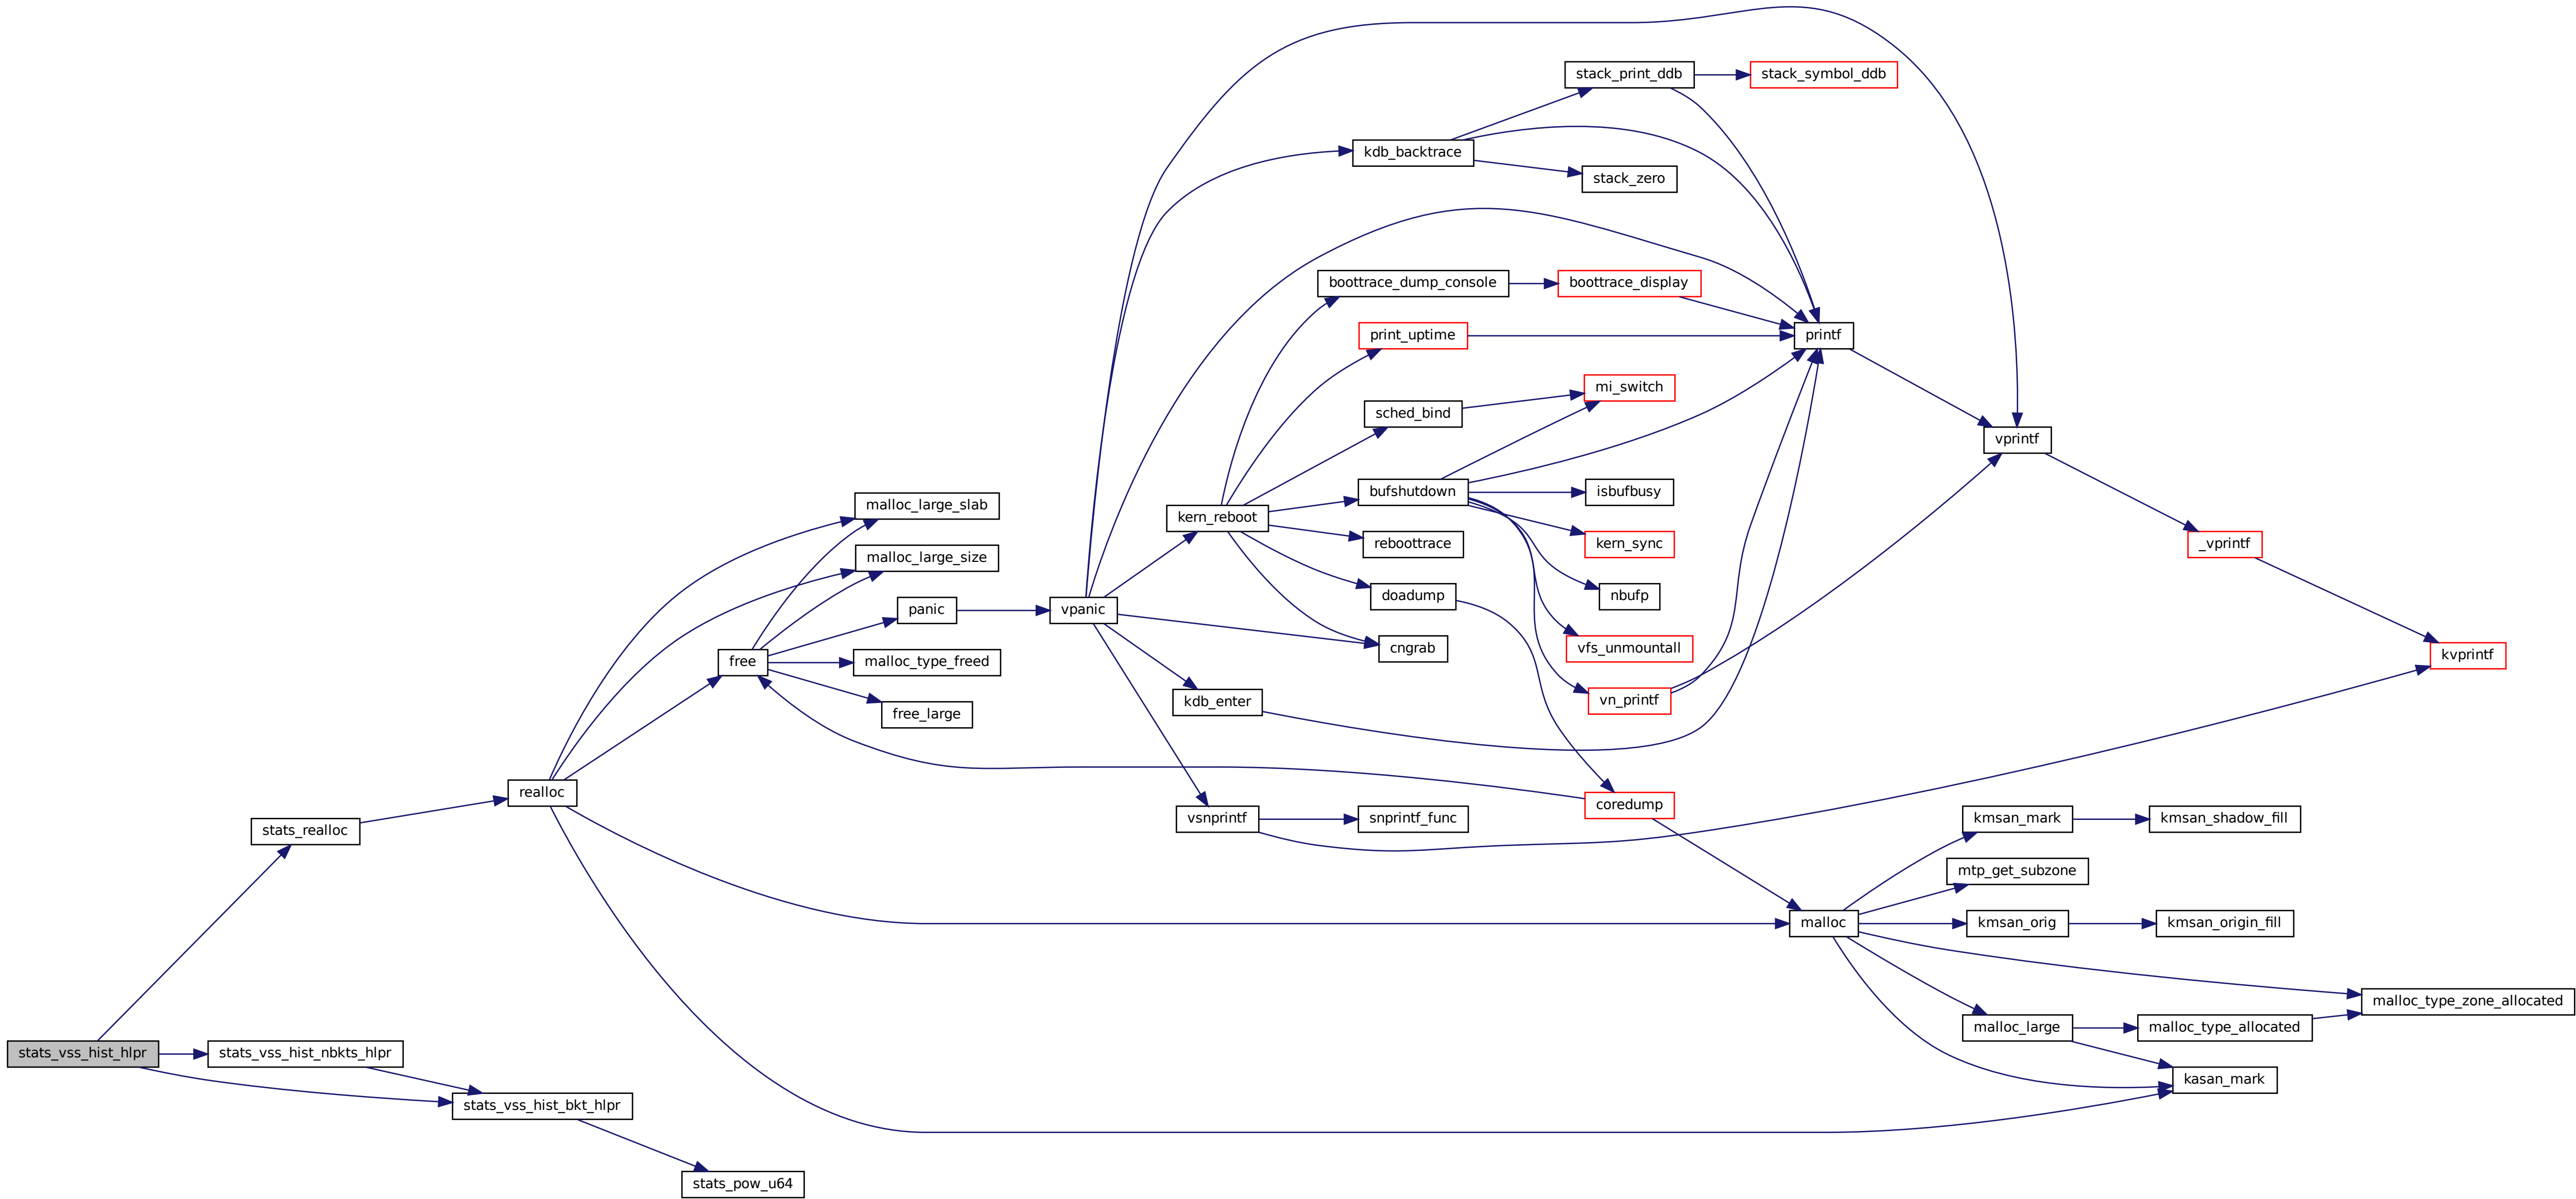 stats_vss_hist_hlpr
stats_realloc
stats_vss_hist_nbkts_hlpr
stats_vss_hist_bkt_hlpr
stats_pow_u64
realloc
free
malloc_large_slab
malloc_large_size
panic
malloc_type_freed
free_large
vpanic
kern_reboot
kdb_enter
vsnprintf
kdb_backtrace
boottrace_dump_console
print_uptime
sched_bind
bufshutdown
reboottrace
doadump
cngrab
snprintf_func
stack_print_ddb
stack_zero
boottrace_display
mi_switch
isbufbusy
kern_sync
nbufp
vfs_unmountall
vn_printf
coredump
stack_symbol_ddb
printf
malloc
vprintf
kmsan_mark
mtp_get_subzone
kmsan_orig
malloc_large
_vprintf
kmsan_shadow_fill
kmsan_origin_fill
malloc_type_allocated
kasan_mark
kvprintf
malloc_type_zone_allocated